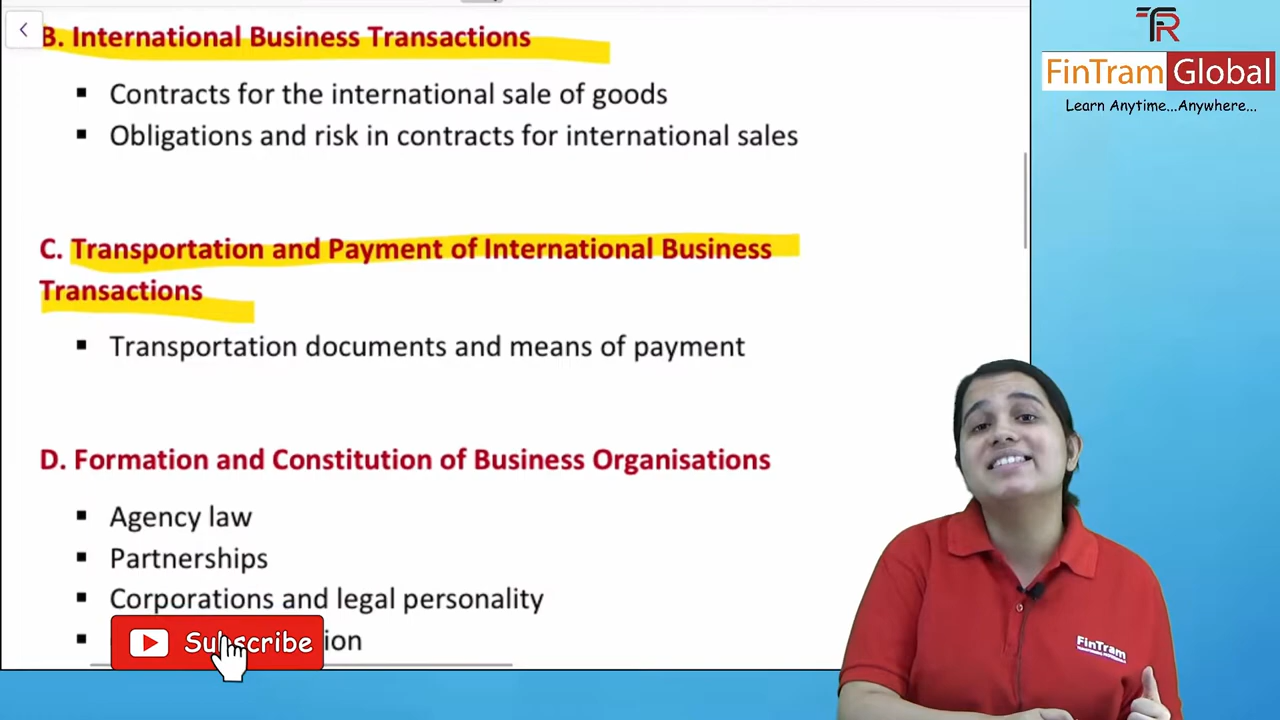 B. International Business Transactions
▪ Contracts for the international sale of goods
▪ Obligations and risk in contracts for international sales
C. Transportation and Payment of International Business
Transactions
▪ Transportation documents and means of payment
D. Formation and Constitution of Business Organisations
▪ Agency law
▪ Partnerships
▪ Corporations and legal personality
Subscribe
TR
FinTram Global
Learn Anytime...Anywhere...
FinTram